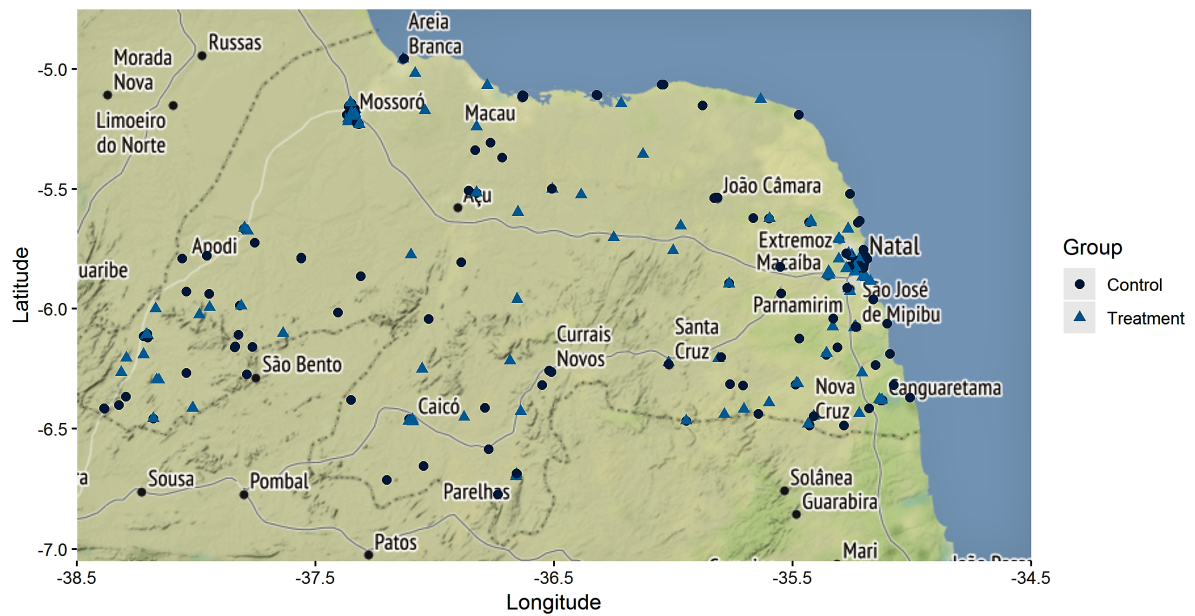 Areia
Branca
Russas
Morada
Nova
Limoeiro
do Norte
Mossoró
Macau
Açu
João Câmara
Apodi
uaribe
Extremoz
Natal
Macaíba
Parnamirim
São José
de Mipibu
Santa
Cruz
Currais
Novos
São Bento
Caicó
Nova
Cruz
Canguaretama
Sousa
Pombal
Parelhas
Solânea
Guarabira
Patos
Mari
ra
-5.0
-5.5
-6.0
-6.5
-7.0
Latitude
-38.5
-37.5
-36.5
-35.5
-34.5
Longitude
Group
Control
Treatment